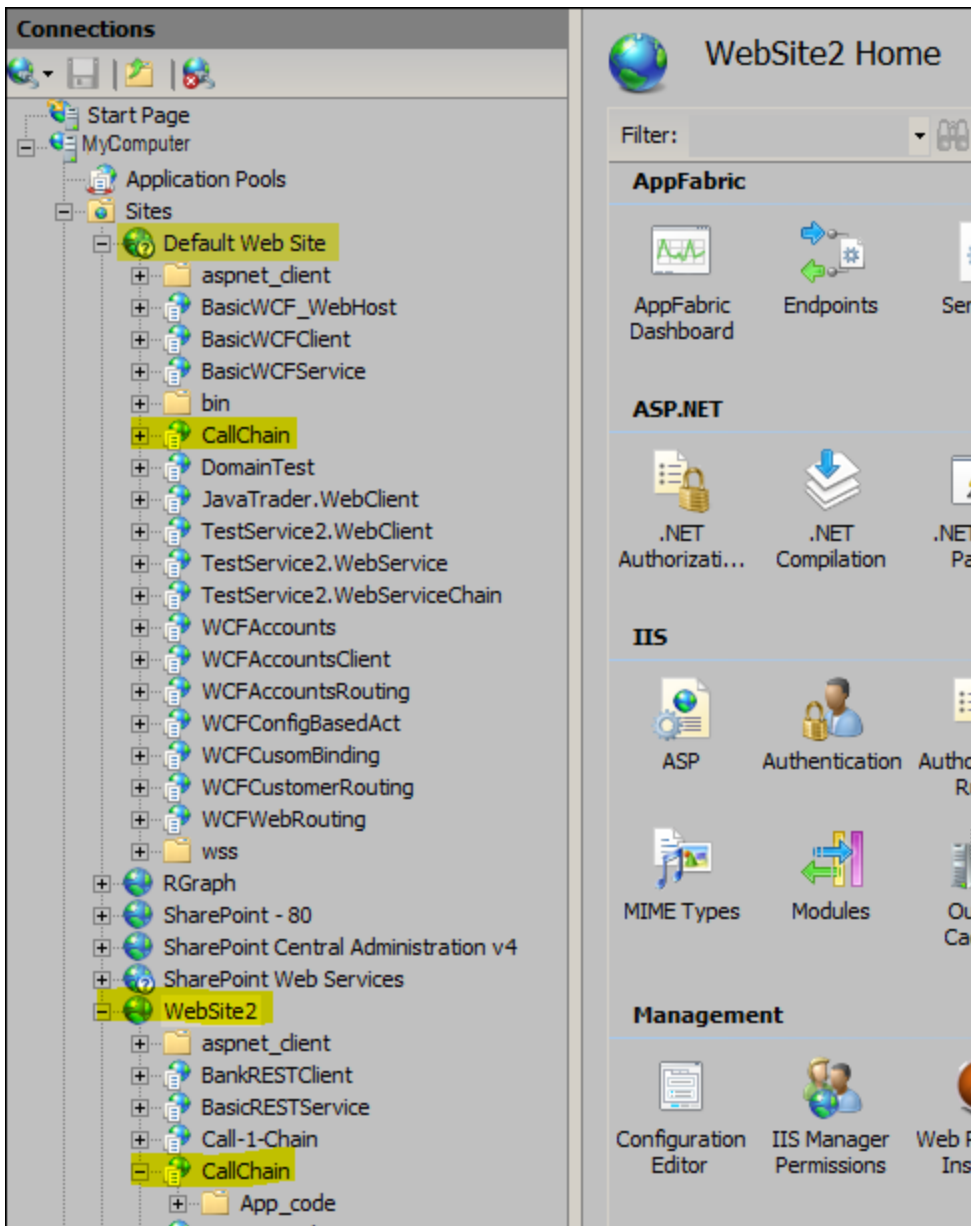 Connections
Start Page
MyComputer
Application Pools
Sites
Default Web Site
aspnet_client
BasicWCF_WebHost
BasicWCFClient
BasicWCFService
bin
CallChain
DomainTest
JavaTrader.WebClient
TestService2.WebClient
TestService2.WebService
TestService2.WebServiceChain
WCFAccounts
WCFAccountsClient
WCFAccountsRouting
WCFConfigBasedAct
WCFCusomBinding
WCFCustomerRouting
WCFWebRouting
wss
RGraph
SharePoint - 80
SharePoint Central Administration v4
SharePoint Web Services
WebSite2
aspnet_client
BankRESTClient
BasicRESTService
Call-1-Chain
CallChain
App_code
WebSite2 Home
Filter:
AppFabric
AppFabric
Dashboard
Endpoints
ASP.NET
.NET
Authorizati...
.NET
Compilation
.NET
IIS
ASP
Authentication
MIME Types
Modules
Management
Configuration
Editor
IIS Manager
Permissions
Web